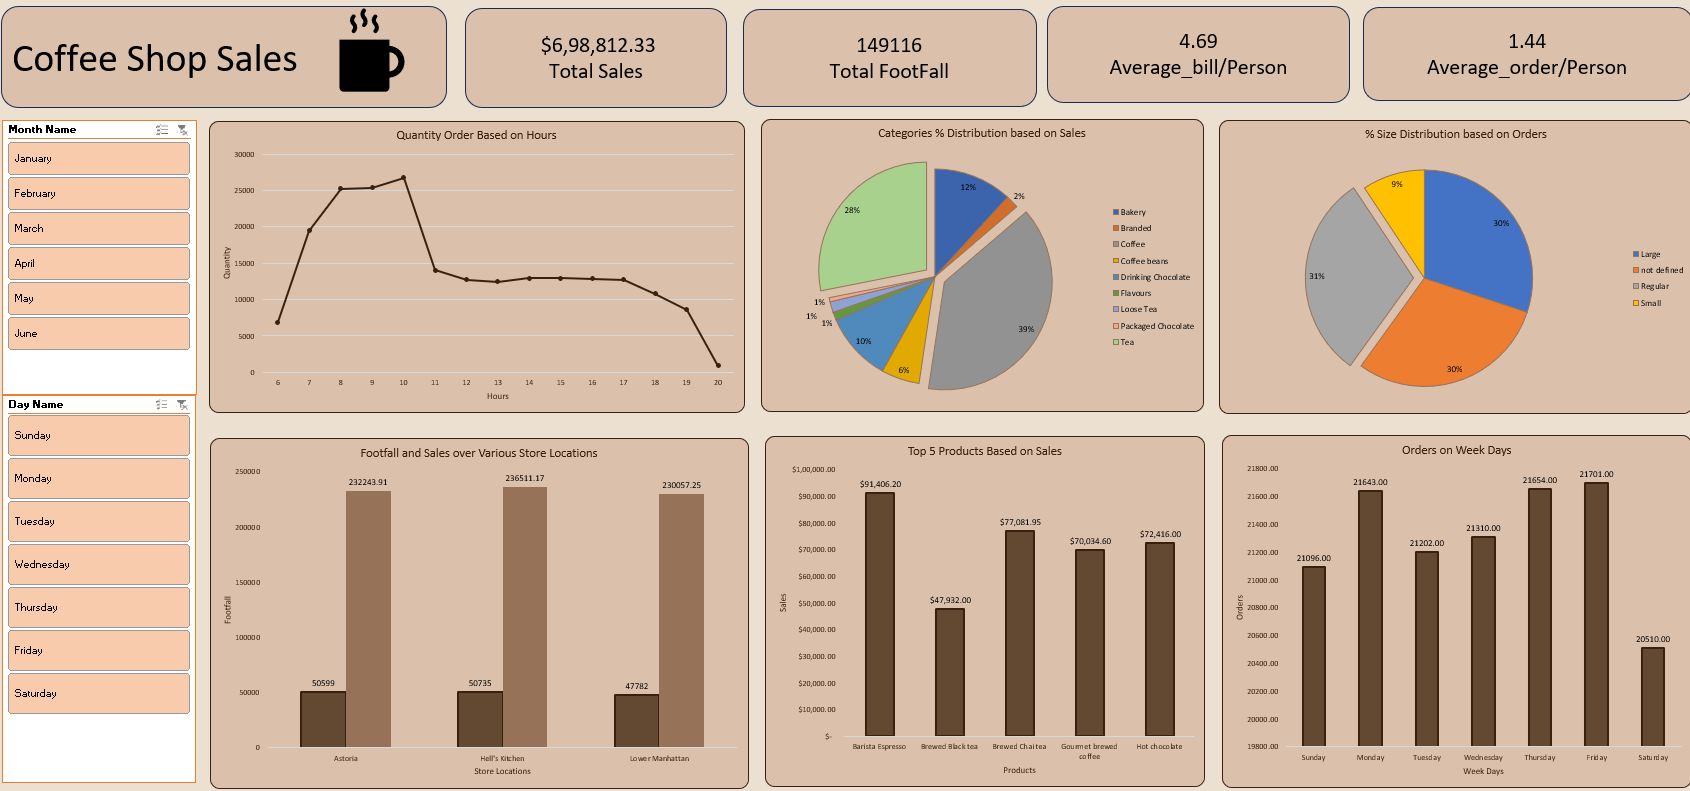 Coffee Shop Sales
$6,98,812.33
Total Sales
149116
Total FootFall
4.69
Average_bill/Person
1.44
Average_order/Person
Month Name
January
February
March
April
May
June
Day Name
Sunday
Monday
Tuesday
Wednesday
Thursday
Friday
Saturday
Quantity Order Based on Hours
30000
25000
20000
15000
10000
5000
0
Quantity
6 7 8 9 10 11 12 13 14 15 16 17 18 19 20
Hours
Categories % Distribution based on Sales
12%
2%
28%
39%
1%
1%
1%
10%
6%
Bakery
Branded
Coffee
Coffee beans
Drinking Chocolate
Flavours
Loose Tea
Packaged Chocolate
Tea
% Size Distribution based on Orders
9%
30%
31%
30%
Large
not defined
Regular
Small
Footfall and Sales over Various Store Locations
250000
200000
150000
100000
50000
0
Footfall
232243.91
236511.17
230057.25
50599
50735
47782
Astoria Hell's Kitchen Lower Manhattan
Store Locations
Top 5 Products Based on Sales
$1,00,000.00
$90,000.00
$80,000.00
$70,000.00
$60,000.00
$50,000.00
$40,000.00
$30,000.00
$20,000.00
$10,000.00
$-
Sales
$91,406.20
$47,932.00
$77,081.95
$70,034.60
$72,416.00
Barista Espresso Brewed Black tea Brewed Chai tea Gourmet brewed coffee Hot chocolate
Products
Orders on Week Days
21800.00
21600.00
21400.00
21200.00
21000.00
20800.00
20600.00
20400.00
20200.00
20000.00
19800.00
Orders
21096.00
21643.00
21202.00
21310.00
21654.00
21701.00
20510.00
Sunday Monday Tuesday Wednesday Thursday Friday Saturday
Week Days